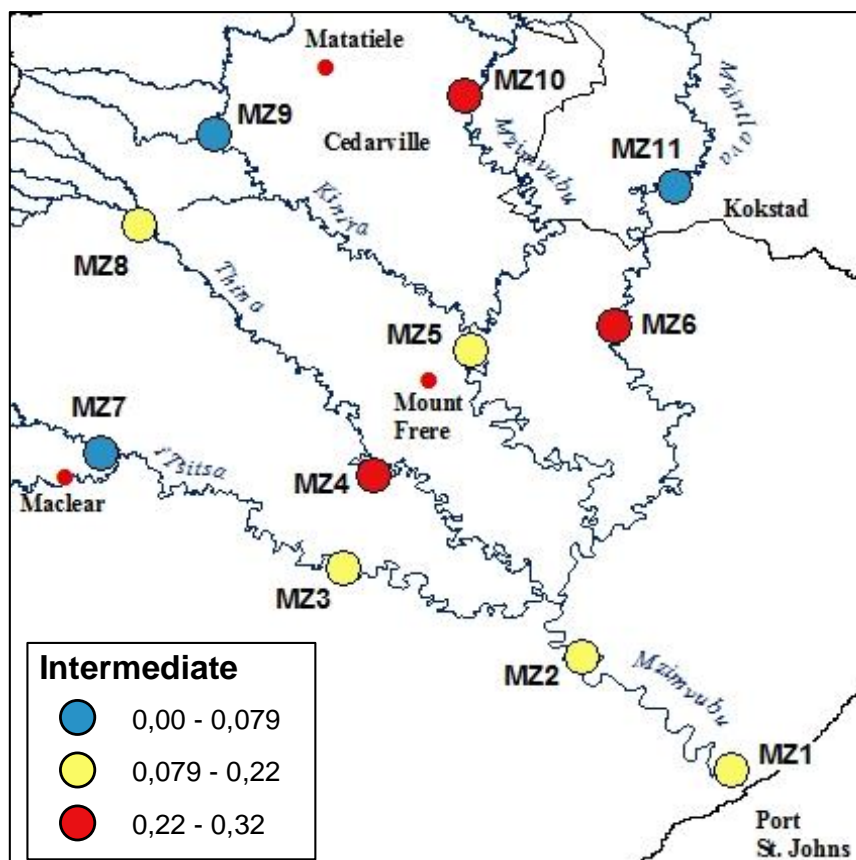 Matatiele
MZ10
MZ9
Mzintlava
Cedarville
Mzimvubu
MZ11
Kinira
Kokstad
MZ8
Thina
MZ5
MZ6
Mount
Frere
MZ7
iTsitsa
MZ4
Maclear
MZ3
MZ2
Mzimvubu
MZ1
Port
St. Johns
Intermediate
0,00 - 0,079
0,079 - 0,22
0,22 - 0,32